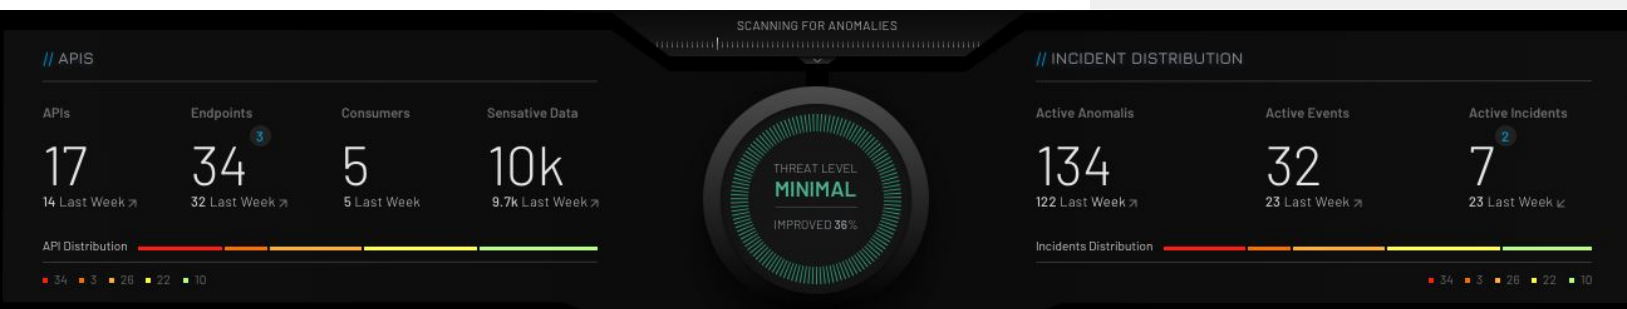 SCANNING FOR ANOMALIES
// APIS
APIs
Endpoints
Consumers
Sensative Data
17
34
3
5
10k
14 Last Week
32 Last Week
5 Last Week
9.7k Last Week
API Distribution
34 3 26 22 10
THREAT LEVEL
MINIMAL
IMPROVED 36%
// INCIDENT DISTRIBUTION
Active Anomalis
Active Events
Active Incidents
134
32
7
2
122 Last Week
23 Last Week
23 Last Week
Incidents Distribution
34 3 26 22 10